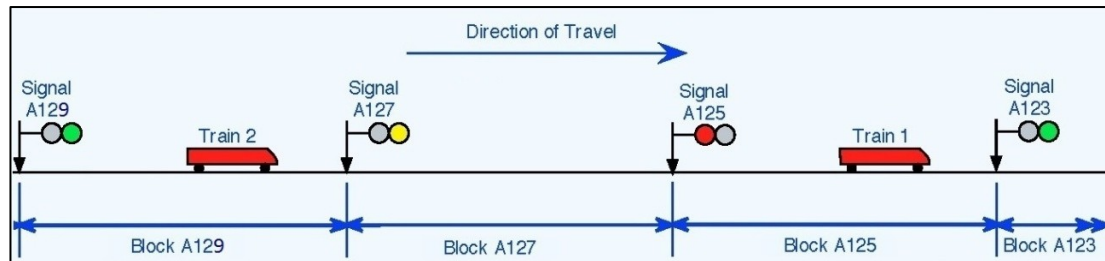 Direction of Travel
Signal
A129
Signal
A127
Signal
A125
Signal
A123
Train 2
Train 1
Block A129
Block A127
Block A125
Block A123